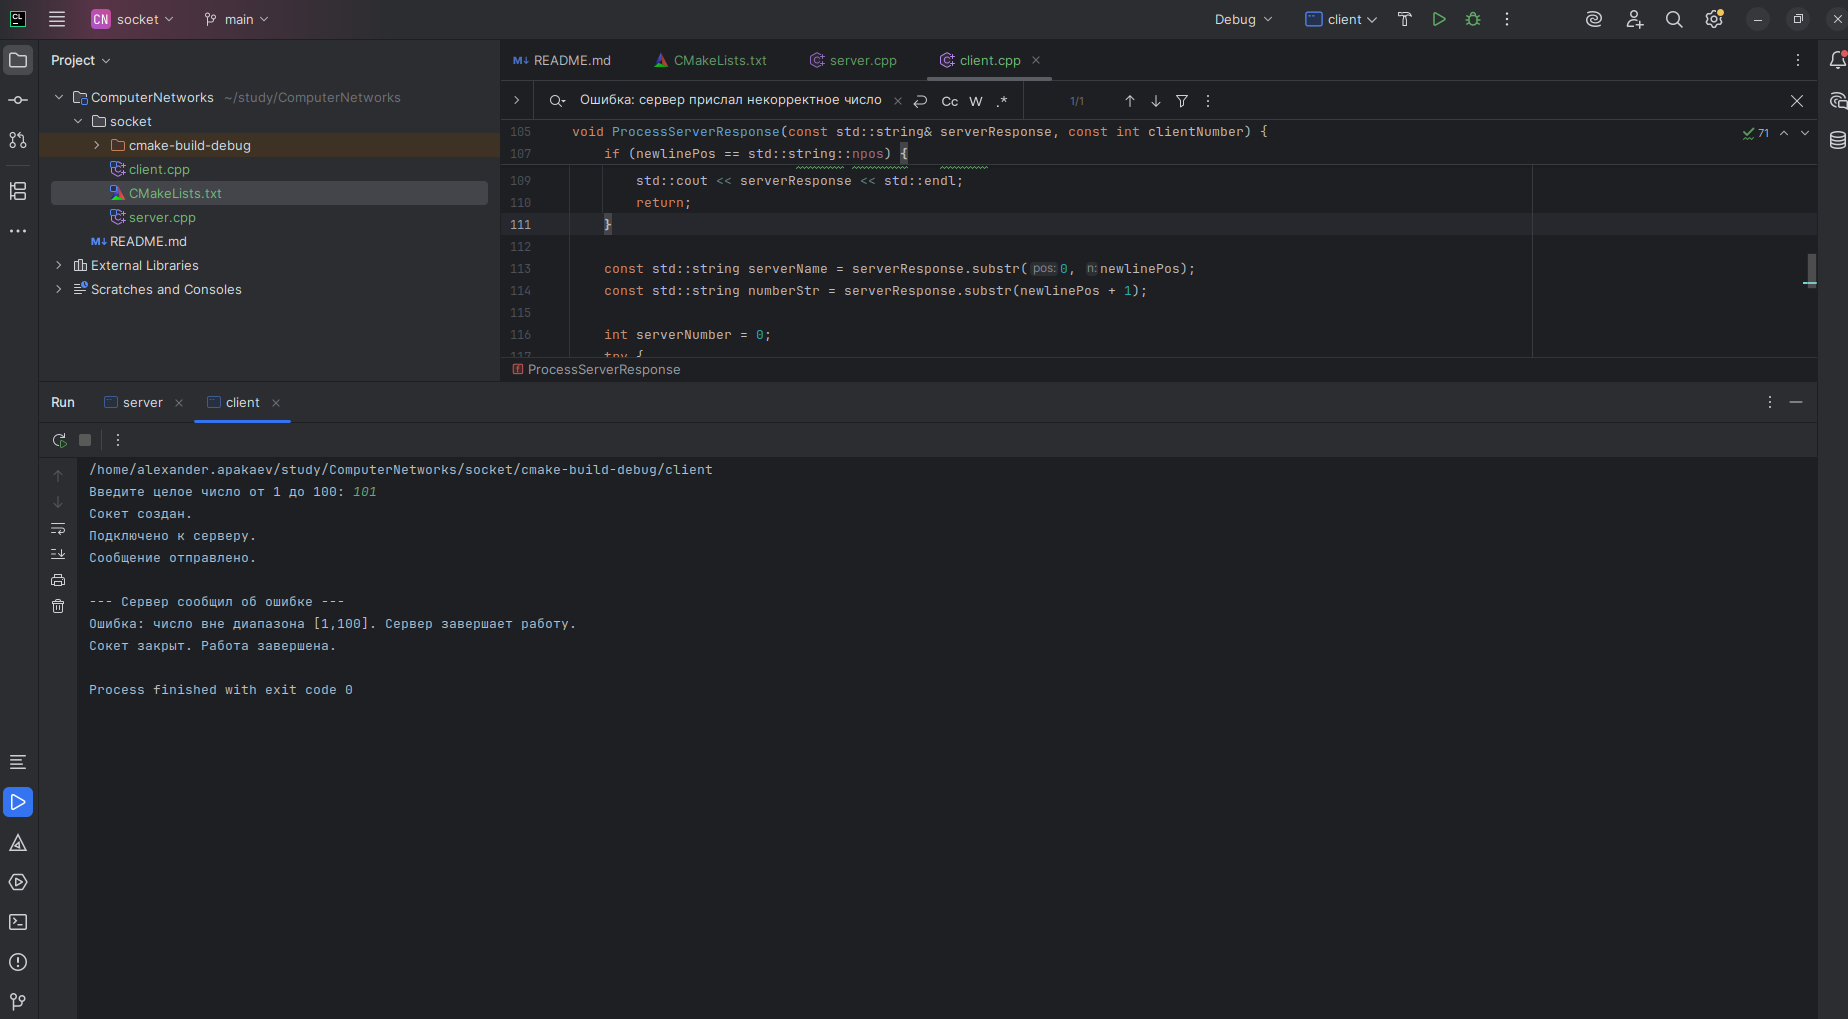 CL
CN socket
main
Debug
client
Project
README.md
CMakeLists.txt
server.cpp
client.cpp
Ошибка: сервер прислал некорректное число
Cc W .*
1/1
ComputerNetworks ~/study/ComputerNetworks
socket
cmake-build-debug
client.cpp
CMakeLists.txt
server.cpp
M↓ README.md
External Libraries
Scratches and Consoles
105 void ProcessServerResponse(const std::string& serverResponse, const int clientNumber) {
71
107 if (newlinePos == std::string::npos) {
109 std::cout << serverResponse << std::endl;
110 return;
111 }
112
113 const std::string serverName = serverResponse.substr( pos: 0, n: newlinePos);
114 const std::string numberStr = serverResponse.substr(newlinePos + 1);
115
116 int serverNumber = 0;
117 try {
ProcessServerResponse
Run
server
client
/home/alexander.apakaev/study/ComputerNetworks/socket/cmake-build-debug/client
Введите целое число от 1 до 100: 101
Сокет создан.
Подключено к серверу.
Сообщение отправлено.
--- Сервер сообщил об ошибке ---
Ошибка: число вне диапазона [1,100]. Сервер завершает работу.
Сокет закрыт. Работа завершена.
Process finished with exit code 0